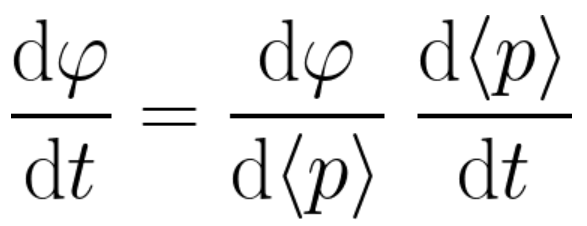 dφ/dt = dφ/d⟨p⟩ d⟨p⟩/dt